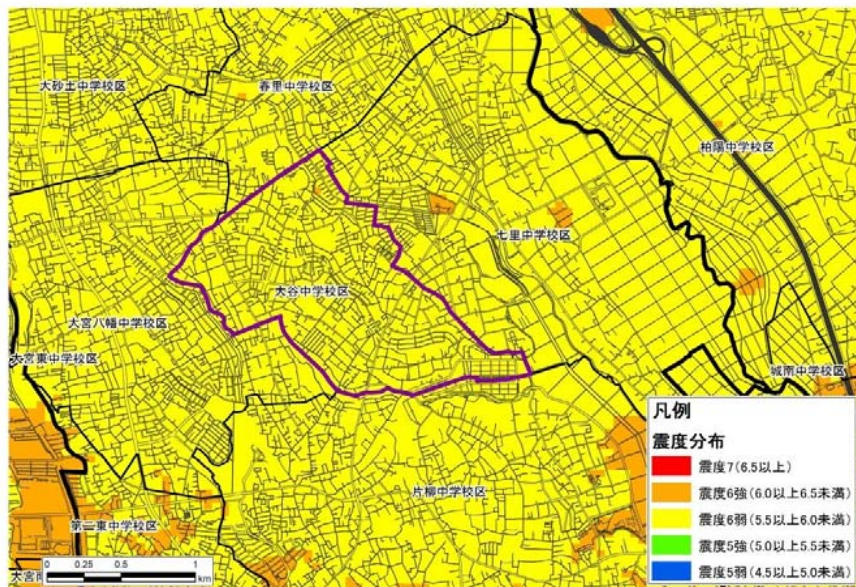 大砂土中学校区
春里中学校区
柏陽中学校区
七里中学校区
大谷中学校区
大宮八幡中学校区
大宮東中学校区
城南中学校区
片柳中学校区
第二東中学校区
大宮南
凡例
震度分布
震度7(6.5以上)
震度6強(6.0以上6.5未満)
震度6弱(5.5以上6.0未満)
震度5強(5.0以上5.5未満)
震度5弱(4.5以上5.0未満)
0 0.25 0.5 1
km